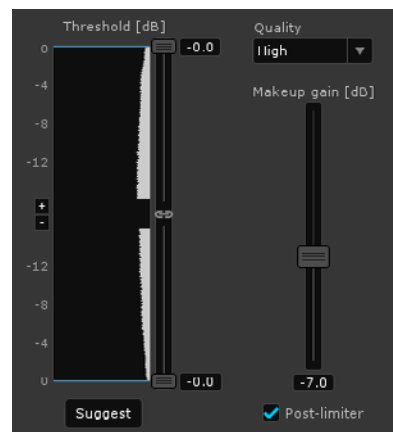 Threshold [dB]
Quality
0
-0.0
High
-4
Makeup gain [dB]
-8
-12
+
-
-12
-8
-4
0
-0.0
-7.0
Suggest
Post-limiter